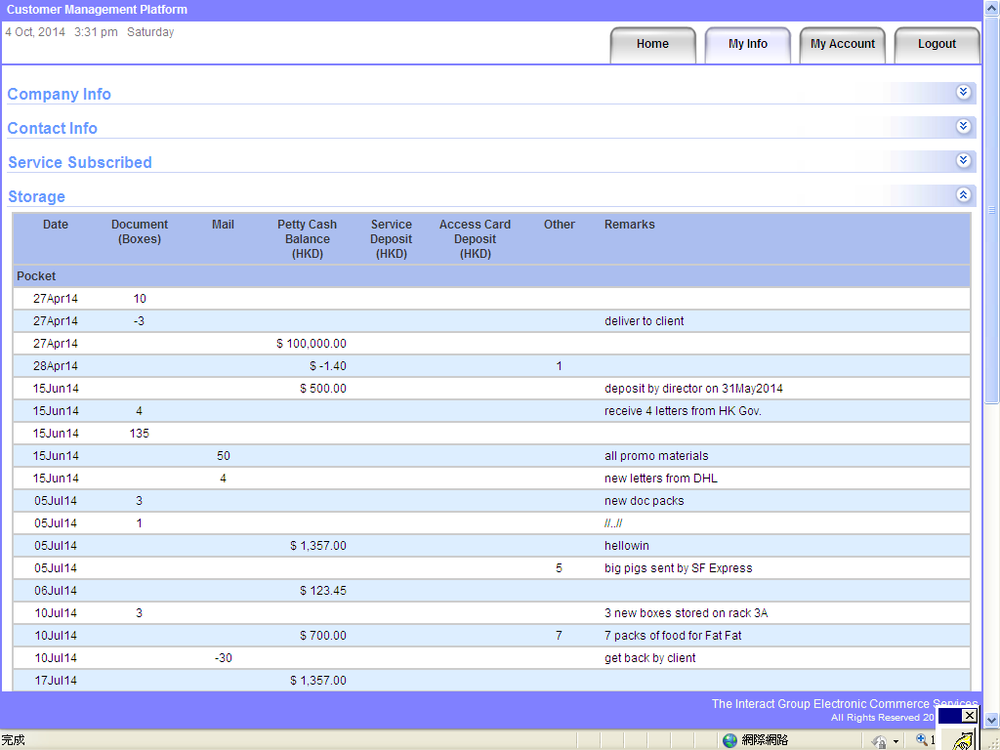 Customer Management Platform
4 Oct, 2014 3:31 pm Saturday
Home My Info My Account Logout
Company Info
Contact Info
Service Subscribed
Storage
Date Document (Boxes) Mail Petty Cash Balance (HKD) Service Deposit (HKD) Access Card Deposit (HKD) Other Remarks
Pocket
27Apr14 10
27Apr14 -3 deliver to client
27Apr14 $ 100,000.00
28Apr14 $ -1.40 1
15Jun14 $ 500.00 deposit by director on 31May2014
15Jun14 4 receive 4 letters from HK Gov.
15Jun14 135
15Jun14 50 all promo materials
15Jun14 4 new letters from DHL
05Jul14 3 new doc packs
05Jul14 1 //..//
05Jul14 $ 1,357.00 hellowin
05Jul14 5 big pigs sent by SF Express
06Jul14 $ 123.45
10Jul14 3 3 new boxes stored on rack 3A
10Jul14 $ 700.00 7 7 packs of food for Fat Fat
10Jul14 -30 get back by client
17Jul14 $ 1,357.00
The Interact Group Electronic Commerce Services
All Rights Reserved 20
完成 網際網路 1